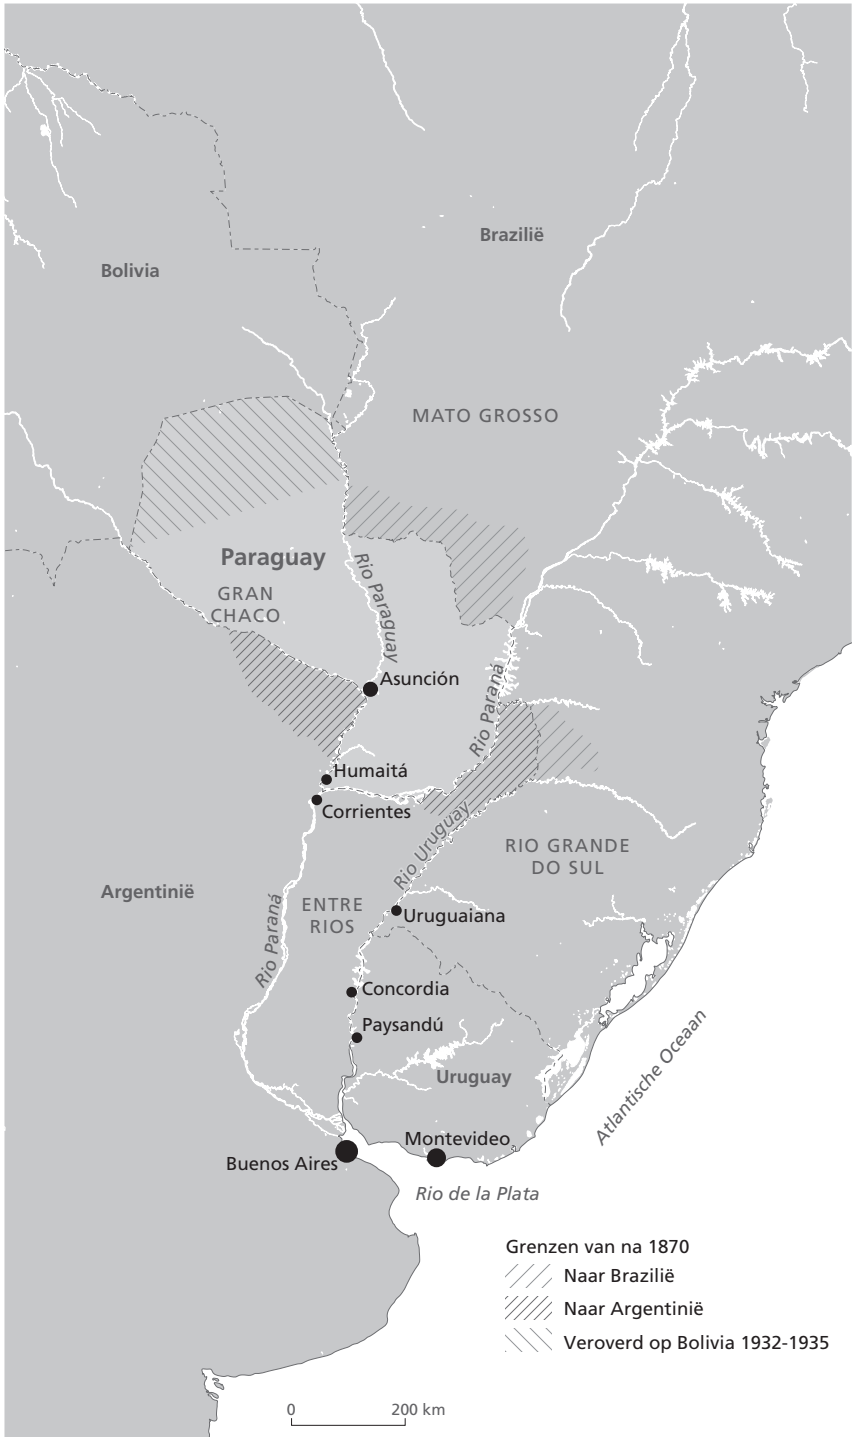 Brazilië
Bolivia
MATO GROSSO
Paraguay
GRAN
CHACO
Rio Paraguay
Asunción
Rio Paraná
Humaitá
Corrientes
Rio Uruguay
RIO GRANDE
DO SUL
Argentinië
ENTRE
RIOS
Uruguaiana
Rio Paraná
Concordia
Paysandú
Uruguay
Atlantische Oceaan
Montevideo
Buenos Aires
Rio de la Plata
Grenzen van na 1870
Naar Brazilië
Naar Argentinië
Veroverd op Bolivia 1932-1935
0 200 km